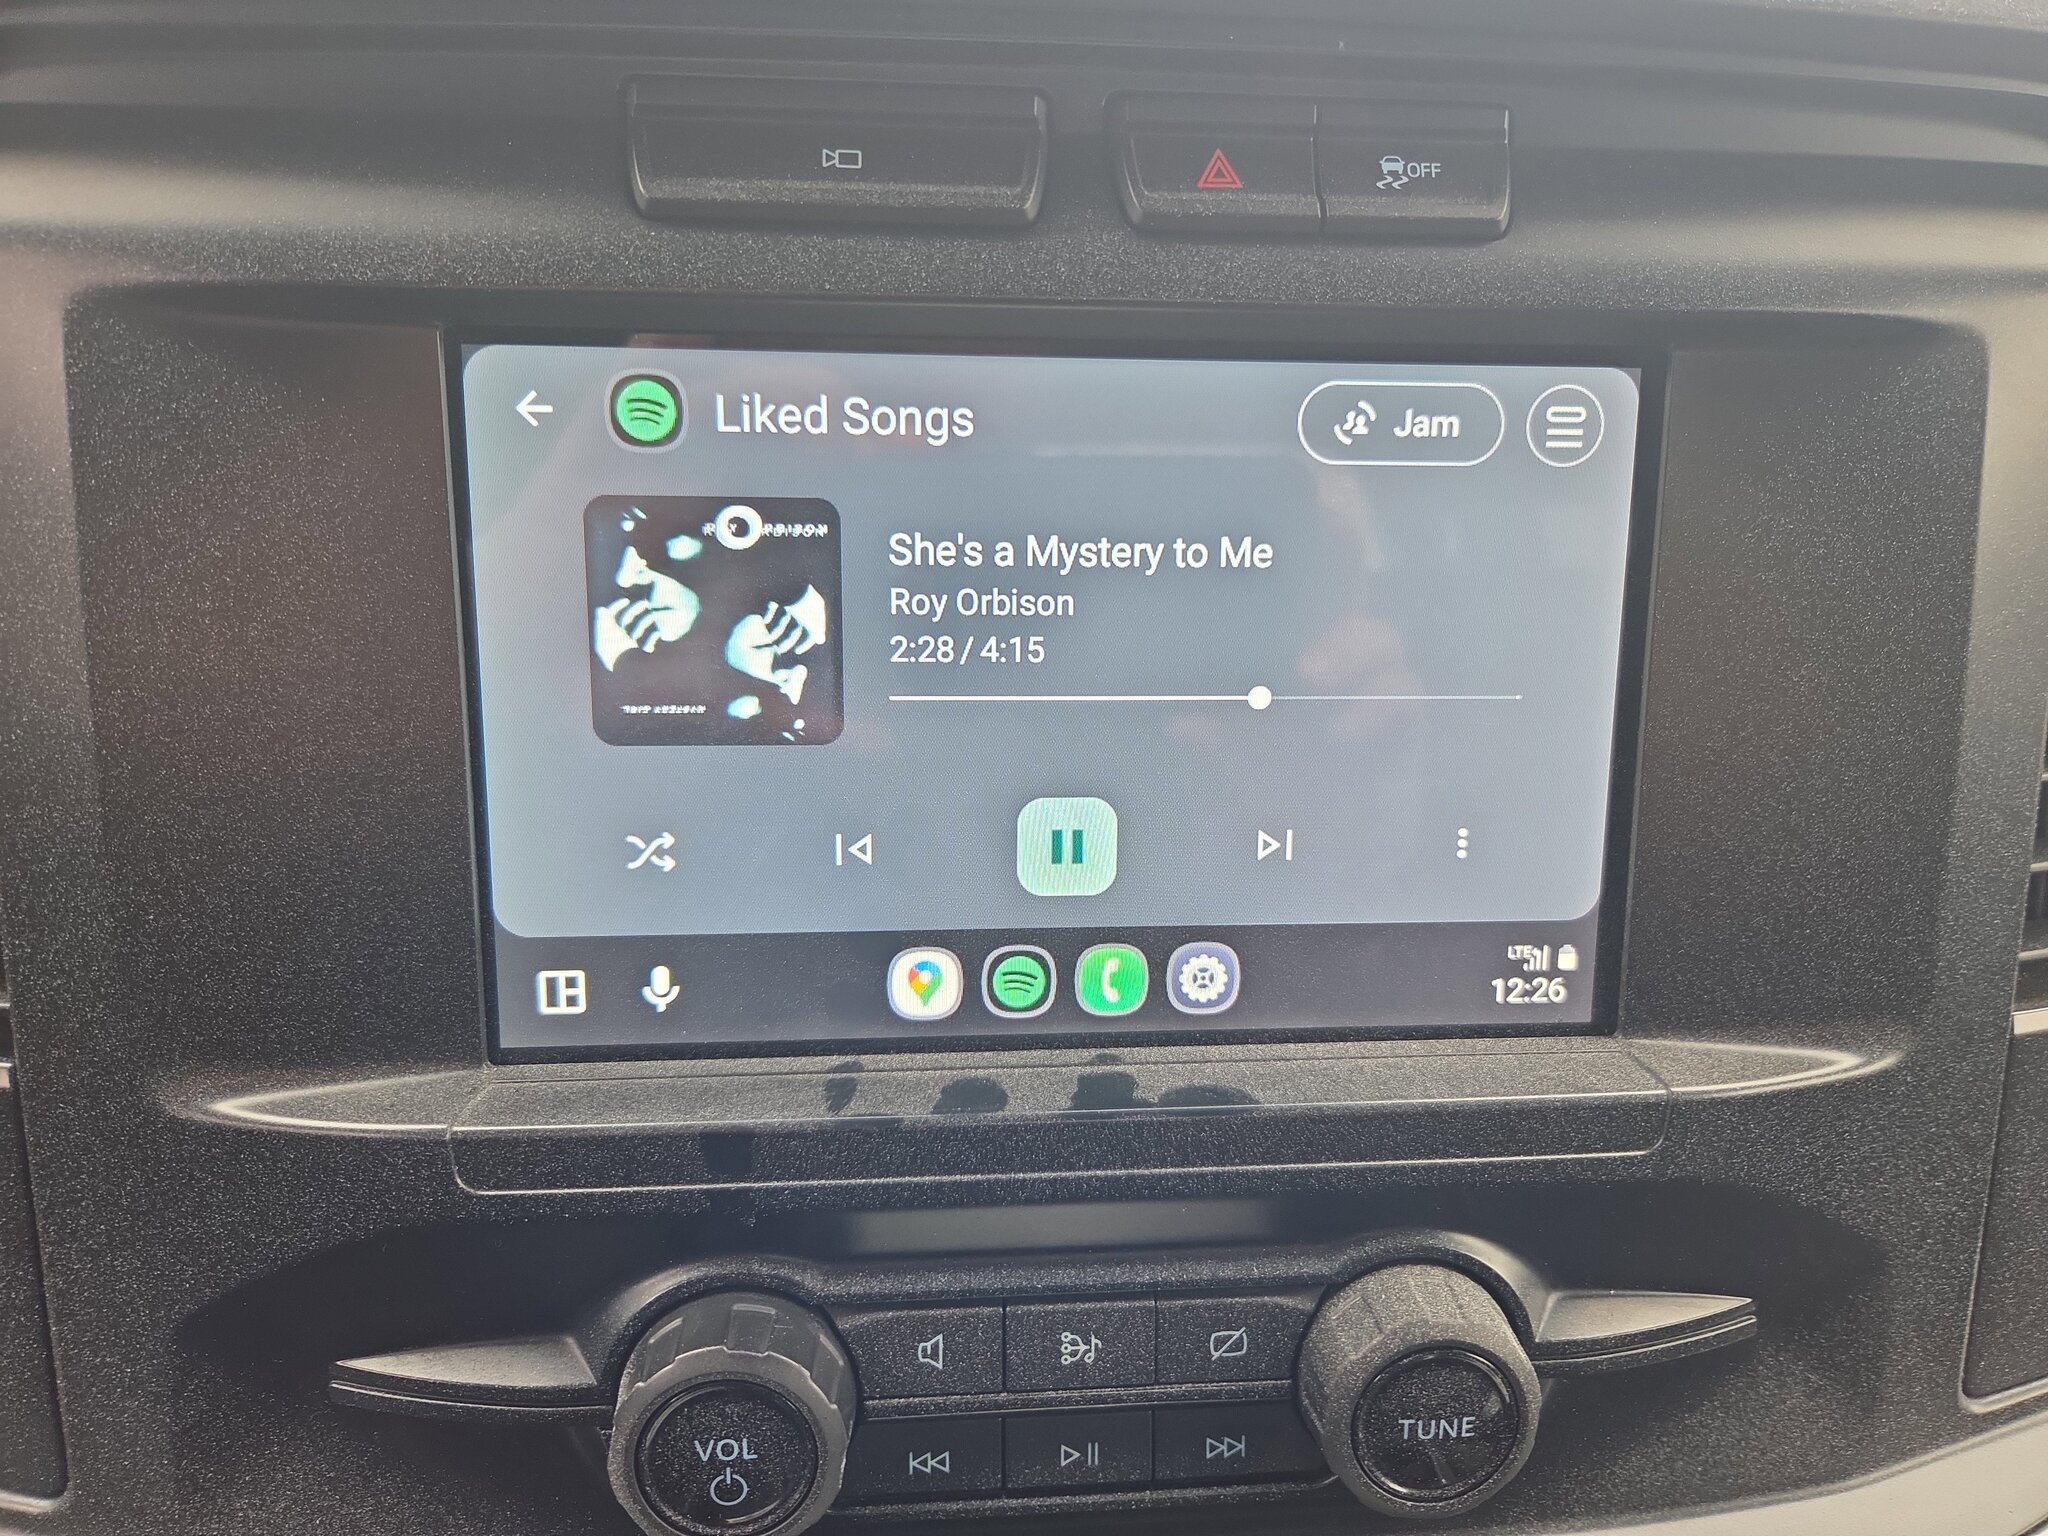 OFF
Liked Songs
Jam
ROY ORBISON
She's a Mystery to Me
Roy Orbison
2:28 / 4:15
LTE
12:26
VOL
TUNE